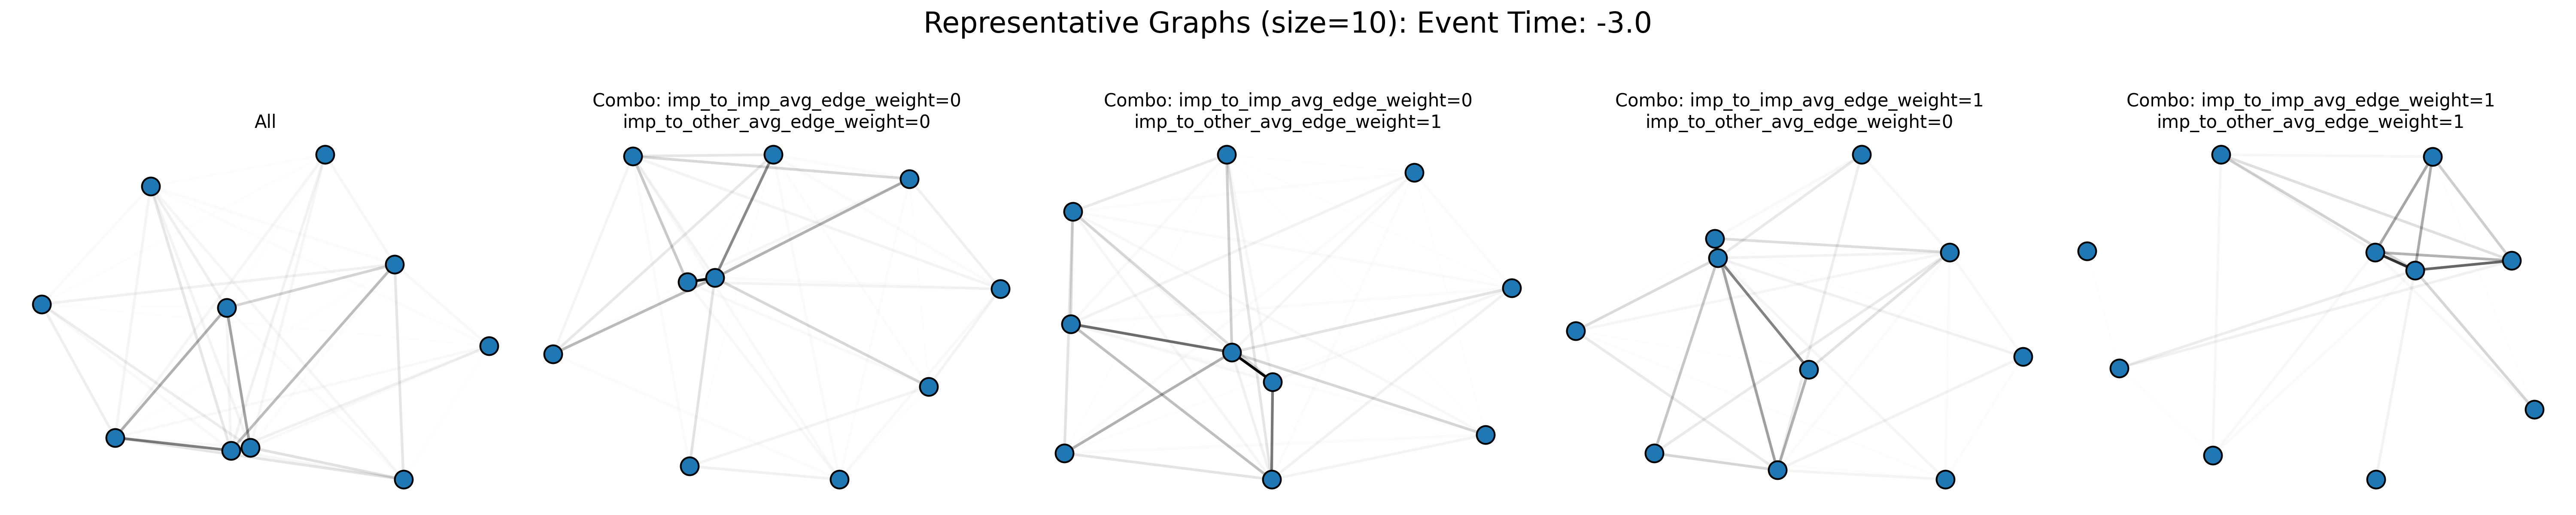 Representative Graphs (size=10): Event Time: -3.0
All
Combo: imp_to_imp_avg_edge_weight=0
imp_to_other_avg_edge_weight=0
Combo: imp_to_imp_avg_edge_weight=0
imp_to_other_avg_edge_weight=1
Combo: imp_to_imp_avg_edge_weight=1
imp_to_other_avg_edge_weight=0
Combo: imp_to_imp_avg_edge_weight=1
imp_to_other_avg_edge_weight=1